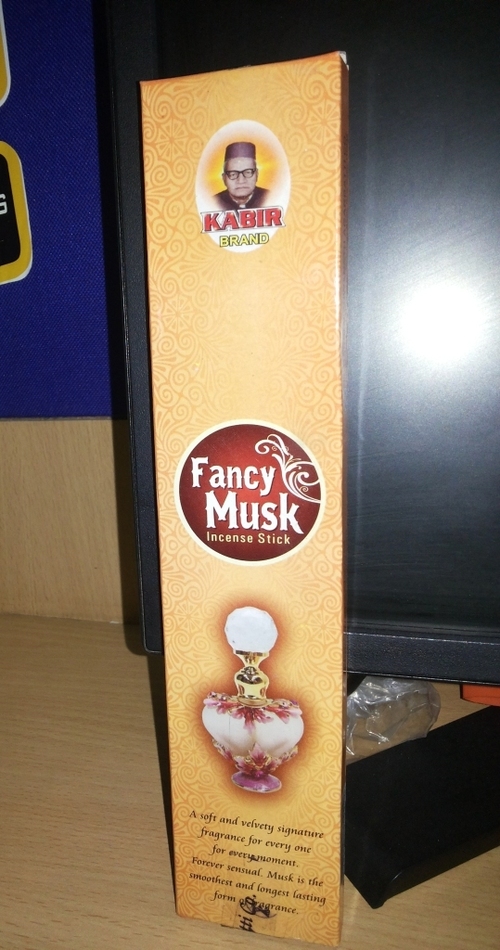 KABIR
BRAND
Fancy
Musk
Incense Stick
A soft and velvety signature
fragrance for every one
for every moment.
Forever sensual. Musk is the
smoothest and longest lasting
form of fragrance.
G